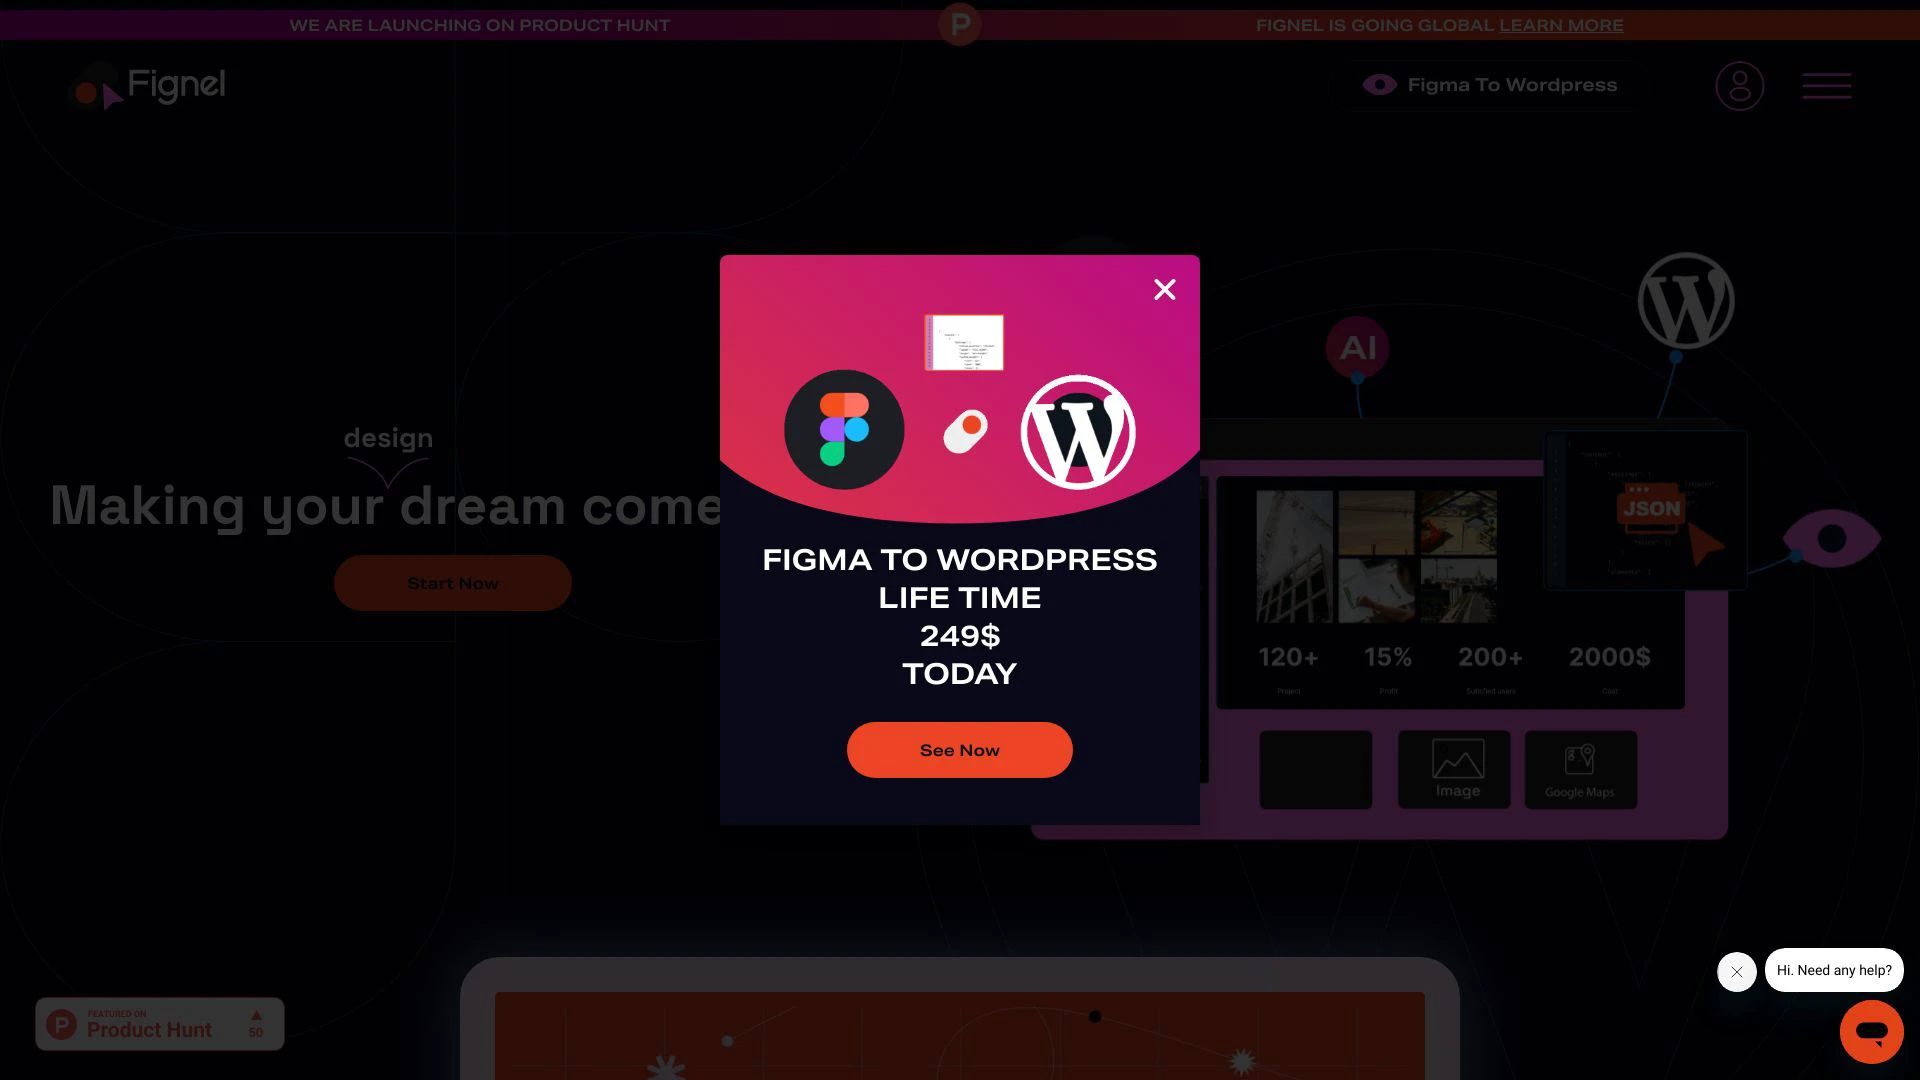 WE ARE LAUNCHING ON PRODUCT HUNT
P
FIGNEL IS GOING GLOBAL LEARN MORE
Fignel
Figma To Wordpress
design
Making your dream come
Start Now
FIGMA TO WORDPRESS
LIFE TIME
249$
TODAY
See Now
AI
JSON
120+ 15% 200+ 2000$
Project Profit Satisfied users Cost
Image
Google Maps
Hi. Need any help?
FEATURED ON
Product Hunt
50